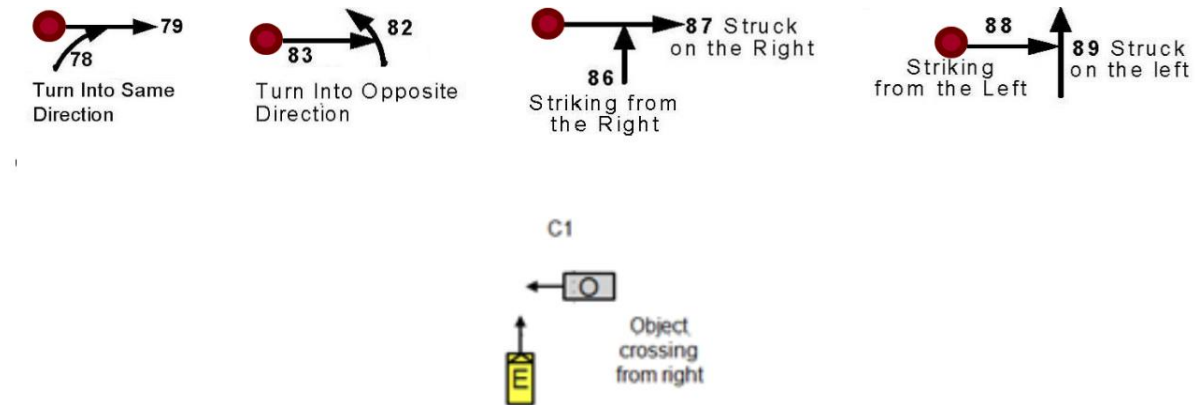 79
78
Turn Into Same
Direction
82
83
Turn Into Opposite
Direction
87 Struck
on the Right
86
Striking from
the Right
88
Striking
from the Left
89 Struck
on the left
C1
O
Object
crossing
from right
E